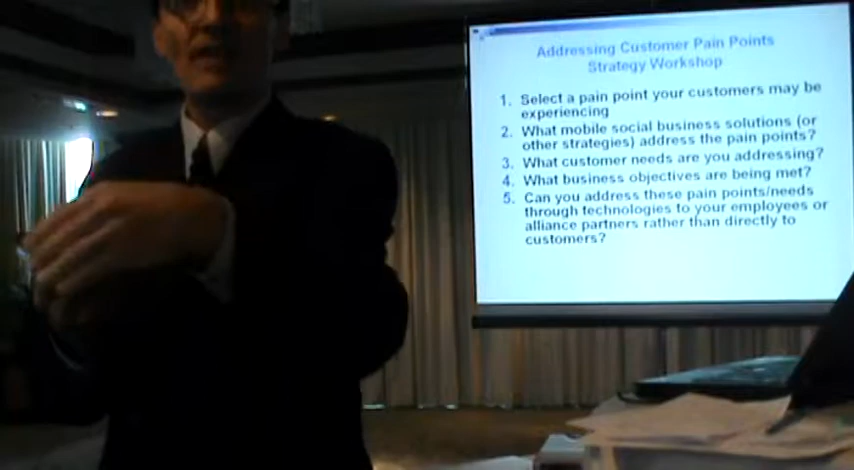 Addressing Customer Pain Points
Strategy Workshop
1. Select a pain point your customers may be
experiencing
2. What mobile social business solutions (or
other strategies) address the pain points?
3. What customer needs are you addressing?
4. What business objectives are being met?
5. Can you address these pain points/needs
through technologies to your employees or
alliance partners rather than directly to
customers?